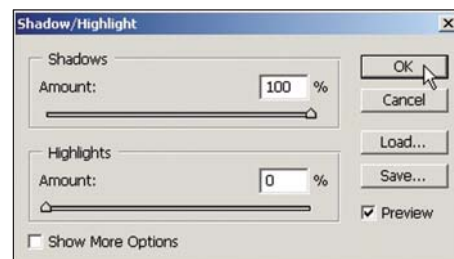 Shadow/Highlight
Shadows
Amount: 100 %
Highlights
Amount: 0 %
Show More Options
OK
Cancel
Load...
Save...
Preview